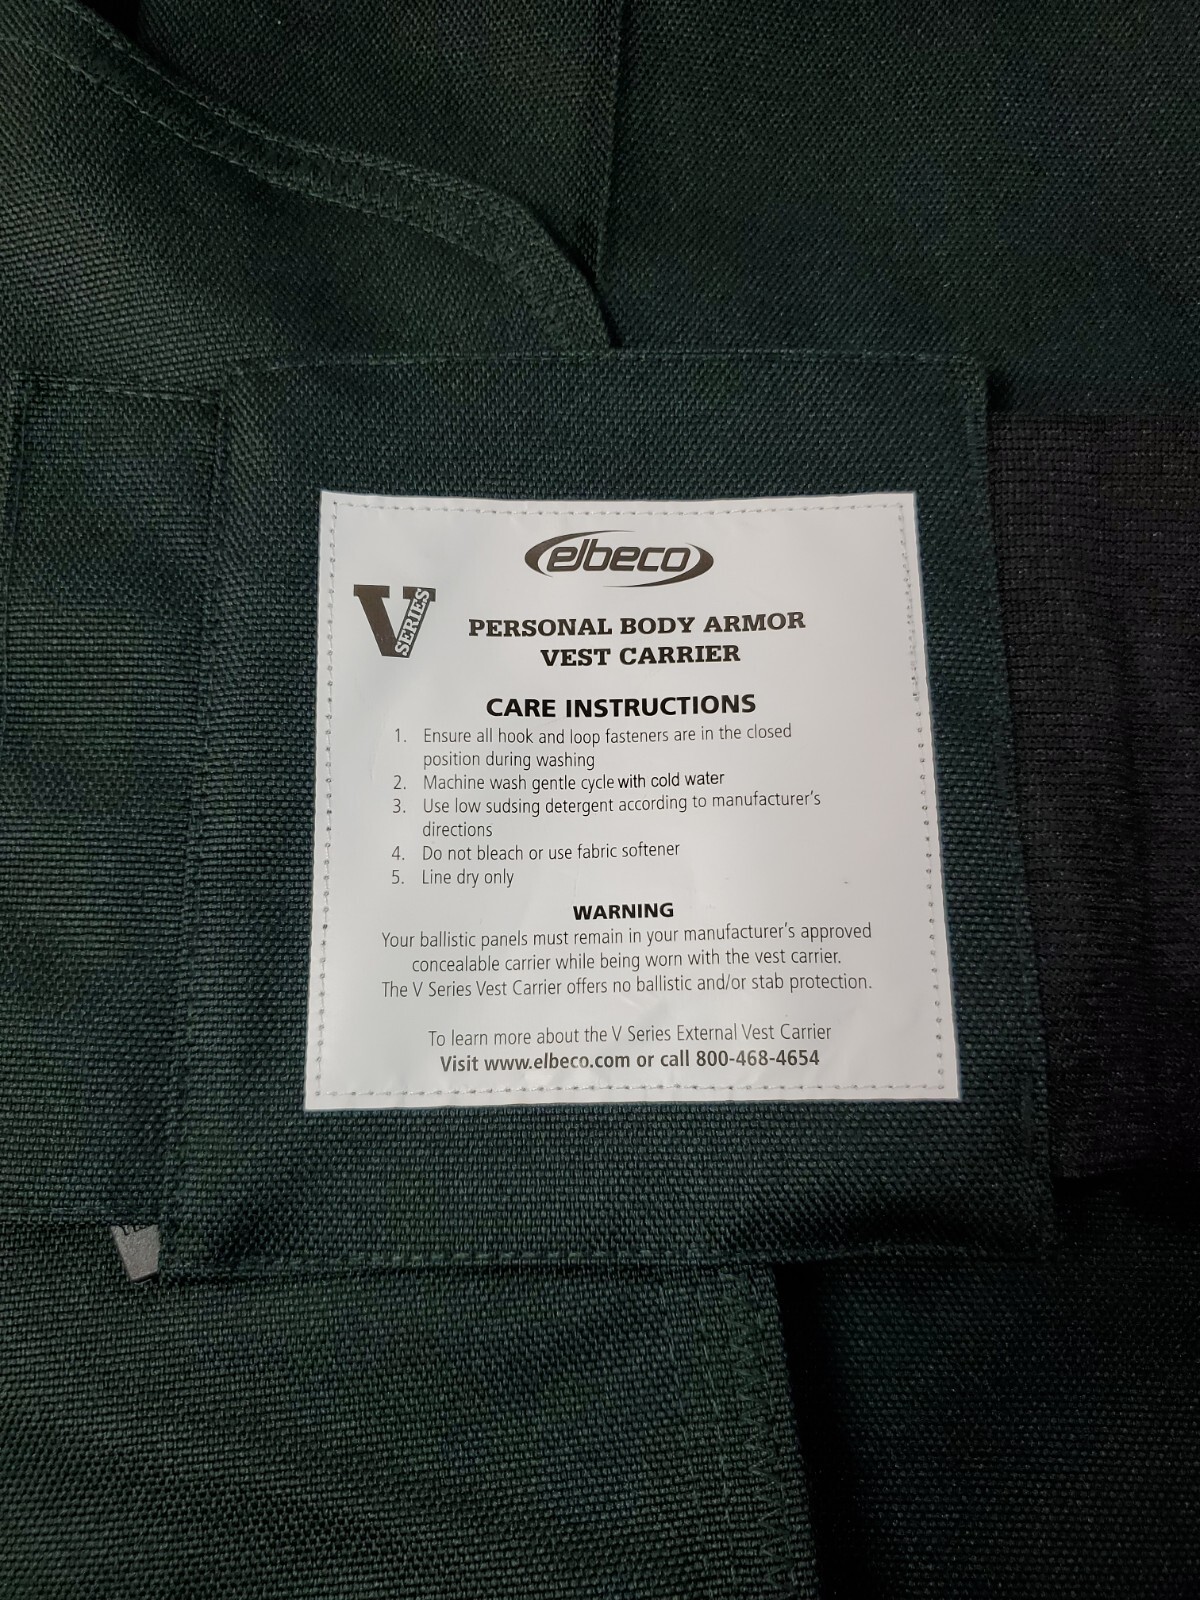 elbeco
V SERIES
PERSONAL BODY ARMOR
VEST CARRIER
CARE INSTRUCTIONS
1. Ensure all hook and loop fasteners are in the closed
position during washing
2. Machine wash gentle cycle with cold water
3. Use low sudsing detergent according to manufacturer's
directions
4. Do not bleach or use fabric softener
5. Line dry only
WARNING
Your ballistic panels must remain in your manufacturer's approved
concealable carrier while being worn with the vest carrier.
The V Series Vest Carrier offers no ballistic and/or stab protection.
To learn more about the V Series External Vest Carrier
Visit www.elbeco.com or call 800-468-4654